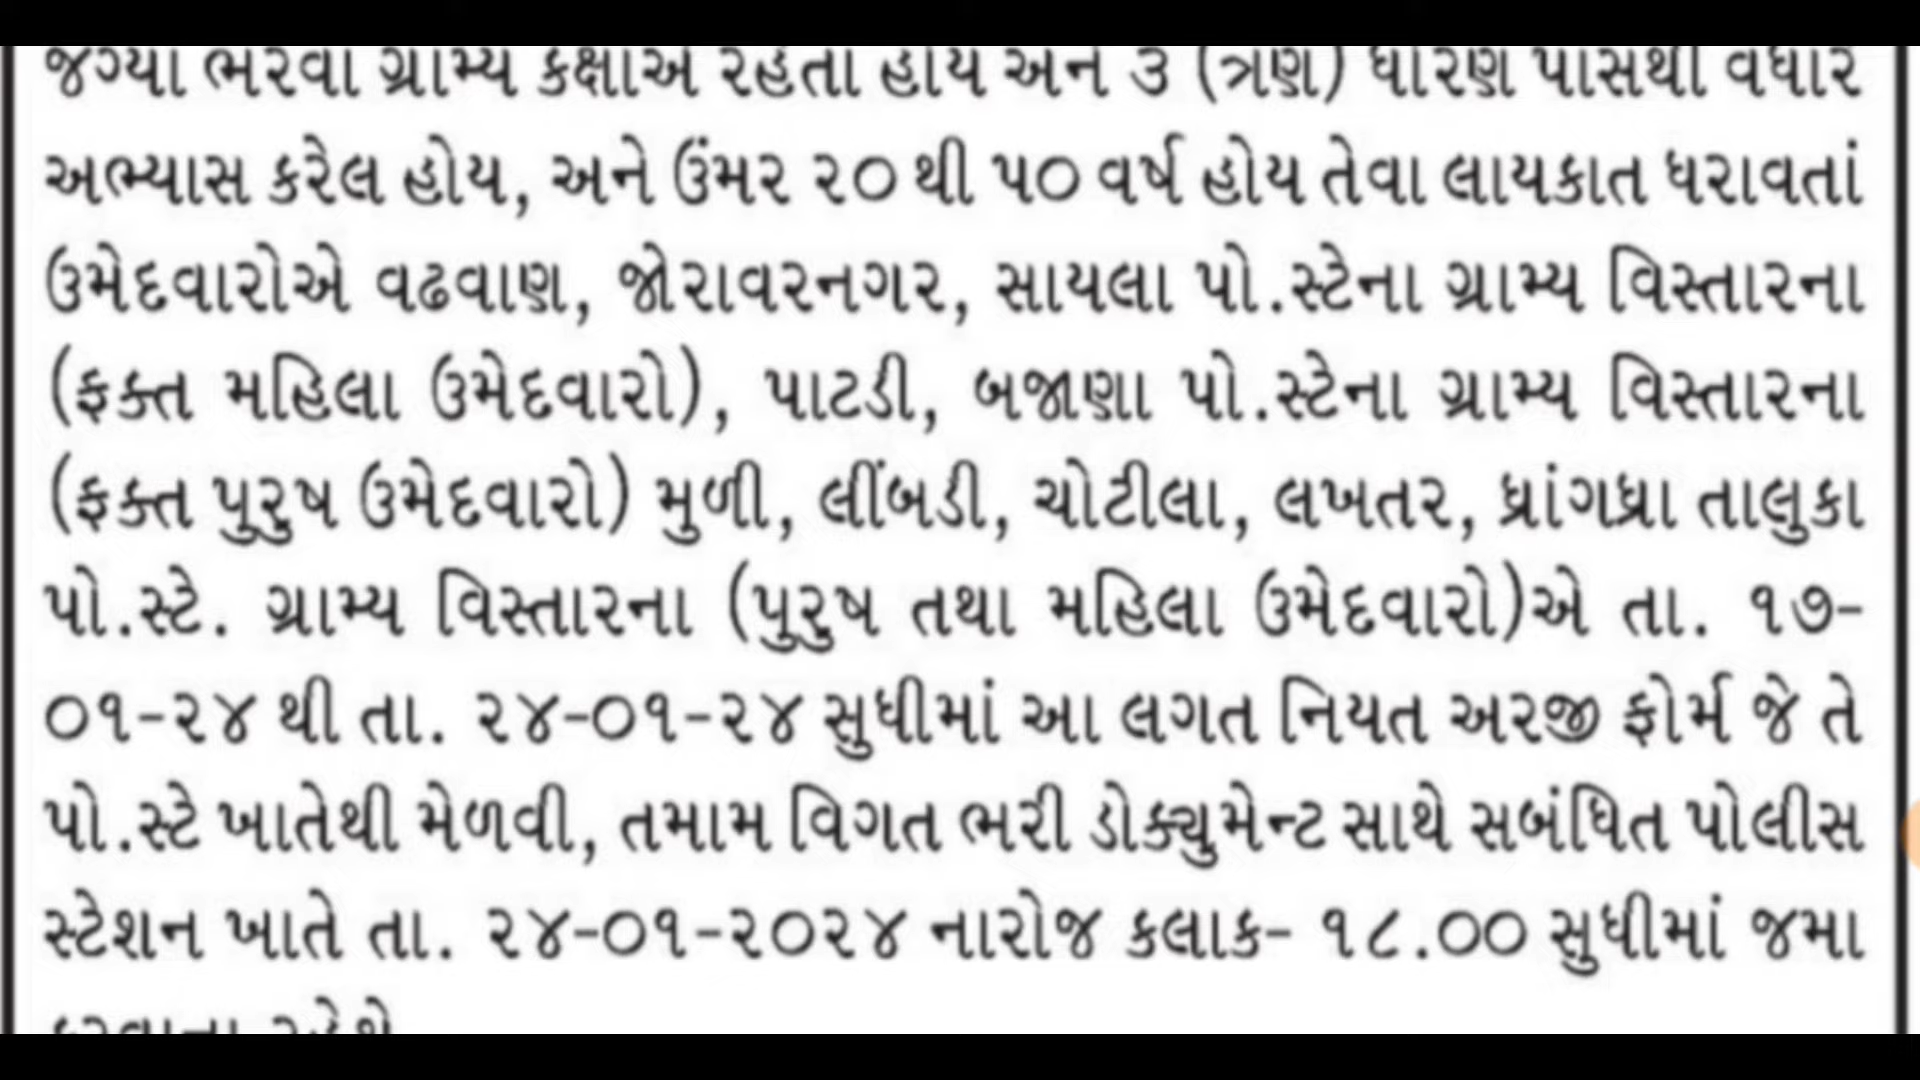 જગ્યા ભરવા ગ્રામ્ય કક્ષાએ રહેતા હોય અને ૩ (ત્રણ) ધોરણ પાસથી વધારે
અભ્યાસ કરેલ હોય, અને ઉંમર ૨૦ થી ૫૦ વર્ષ હોય તેવા લાયકાત ધરાવતાં
ઉમેદવારોએ વઢવાણ, જોરાવરનગર, સાયલા પો.સ્ટેના ગ્રામ્ય વિસ્તારના
(ફક્ત મહિલા ઉમેદવારો), પાટડી, બજાણા પો.સ્ટેના ગ્રામ્ય વિસ્તારના
(ફક્ત પુરુષ ઉમેદવારો) મુળી, લીંબડી, ચોટીલા, લખતર, ધ્રાંગધ્રા તાલુકા
પો.સ્ટે. ગ્રામ્ય વિસ્તારના (પુરુષ તથા મહિલા ઉમેદવારો)એ તા. ૧૭-
૦૧-૨૪ થી તા. ૨૪-૦૧-૨૪ સુધીમાં આ લગત નિયત અરજી ફોર્મ જે તે
પો.સ્ટે ખાતેથી મેળવી, તમામ વિગત ભરી ડોક્યુમેન્ટ સાથે સબંધિત પોલીસ
સ્ટેશન ખાતે તા. ૨૪-૦૧-૨૦૨૪ નારોજ કલાક- ૧૮.૦૦ સુધીમાં જમા